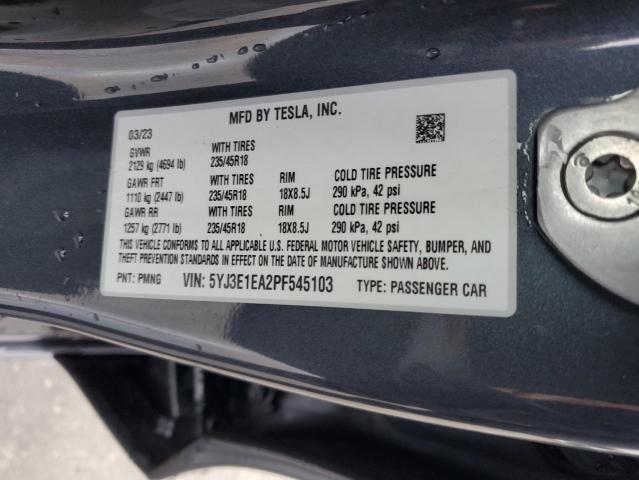 MFD BY TESLA, INC.
03/23
GVWR WITH TIRES
2129 kg (4694 lb) 235/45R18
GAWR FRT WITH TIRES RIM COLD TIRE PRESSURE
1110 kg (2447 lb) 235/45R18 18X8.5J 290 kPa, 42 psi
GAWR RR WITH TIRES RIM COLD TIRE PRESSURE
1257 kg (2771 lb) 235/45R18 18X8.5J 290 kPa, 42 psi
THIS VEHICLE CONFORMS TO ALL APPLICABLE U.S. FEDERAL MOTOR VEHICLE SAFETY, BUMPER, AND
THEFT PREVENTION STANDARDS IN EFFECT ON THE DATE OF MANUFACTURE SHOWN ABOVE.
PNT: PMNG VIN: 5YJ3E1EA2PF545103 TYPE: PASSENGER CAR